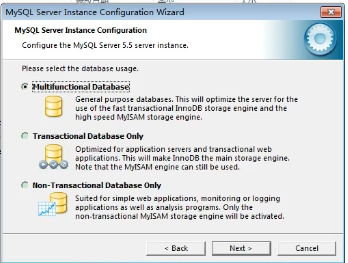 MySQL Server Instance Configuration Wizard
MySQL Server Instance Configuration
Configure the MySQL Server 5.5 server instance.
Please select the database usage.
Multifunctional Database
General purpose databases. This will optimize the server for the
use of the fast transactional InnoDB storage engine and the
high speed MyISAM storage engine.
Transactional Database Only
Optimized for application servers and transactional web
applications. This will make InnoDB the main storage engine.
Note that the MyISAM engine can still be used.
Non-Transactional Database Only
Suited for simple web applications, monitoring or logging
applications as well as analysis programs. Only the
non-transactional MyISAM storage engine will be activated.
< Back
Next >
Cancel